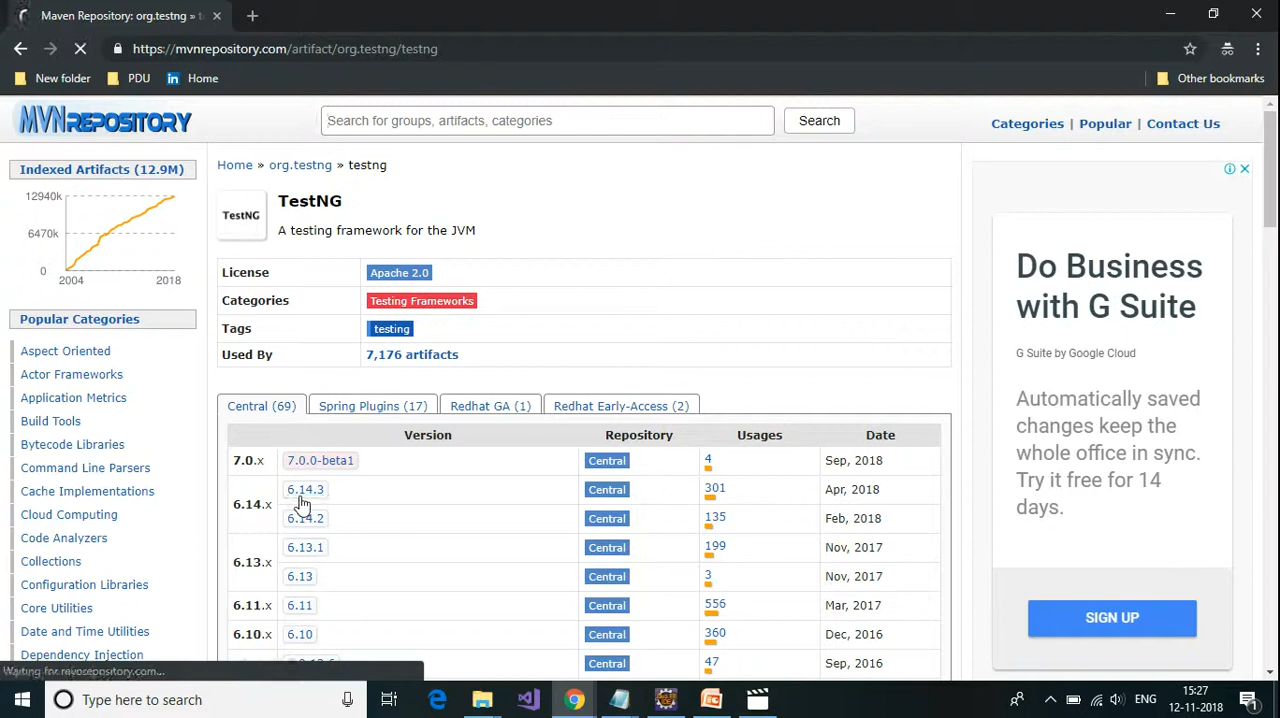 Maven Repository: org.testng » t
https://mvnrepository.com/artifact/org.testng/testng
New folder
PDU
in Home
Other bookmarks
MVNREPOSITORY
Search for groups, artifacts, categories
Search
Categories | Popular | Contact Us
Indexed Artifacts (12.9M)
12940k
6470k
0
2004 2018
Popular Categories
Aspect Oriented
Actor Frameworks
Application Metrics
Build Tools
Bytecode Libraries
Command Line Parsers
Cache Implementations
Cloud Computing
Code Analyzers
Collections
Configuration Libraries
Core Utilities
Date and Time Utilities
Dependency Injection
Home » org.testng » testng
TestNG
TestNG
A testing framework for the JVM
License Apache 2.0
Categories Testing Frameworks
Tags testing
Used By 7,176 artifacts
Central (69) Spring Plugins (17) Redhat GA (1) Redhat Early-Access (2)
Version Repository Usages Date
7.0.x 7.0.0-beta1 Central 4 Sep, 2018
6.14.x 6.14.3 Central 301 Apr, 2018
6.14.2 Central 135 Feb, 2018
6.13.x 6.13.1 Central 199 Nov, 2017
6.13 Central 3 Nov, 2017
6.11.x 6.11 Central 556 Mar, 2017
6.10.x 6.10 Central 360 Dec, 2016
Central 47 Sep, 2016
Do Business
with G Suite
G Suite by Google Cloud
Automatically saved
changes keep the
whole office in sync.
Try it free for 14
days.
SIGN UP
Waiting for mvnrepository.com...
Type here to search
ENG
15:27
12-11-2018
1